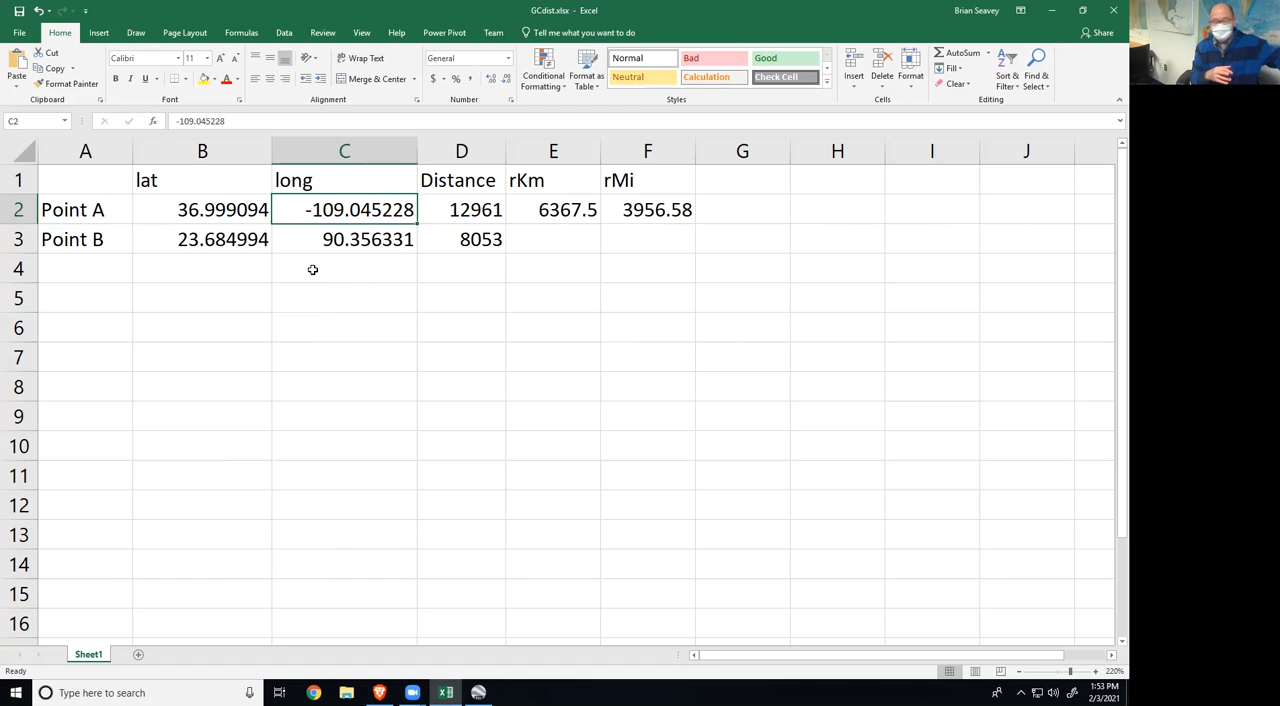 GCdist.xlsx - Excel
Brian Seavey
File Home Insert Draw Page Layout Formulas Data Review View Help Power Pivot Team Tell me what you want to do Share
Paste
Cut
Copy
Format Painter
Clipboard
Calibri 11
B I U
Font
Wrap Text
Merge & Center
Alignment
General
$ % ,
Number
Conditional Formatting
Format as Table
Normal Bad Good
Neutral Calculation Check Cell
Styles
Insert Delete Format
Cells
AutoSum
Fill
Clear
Sort & Filter
Find & Select
Editing
C2 fx -109.045228
A B C D E F G H I J
1 lat long Distance rKm rMi
2 Point A 36.999094 -109.045228 12961 6367.5 3956.58
3 Point B 23.684994 90.356331 8053
4
5
6
7
8
9
10
11
12
13
14
15
16
Sheet1
Ready 220%
Type here to search
1:53 PM
2/3/2021